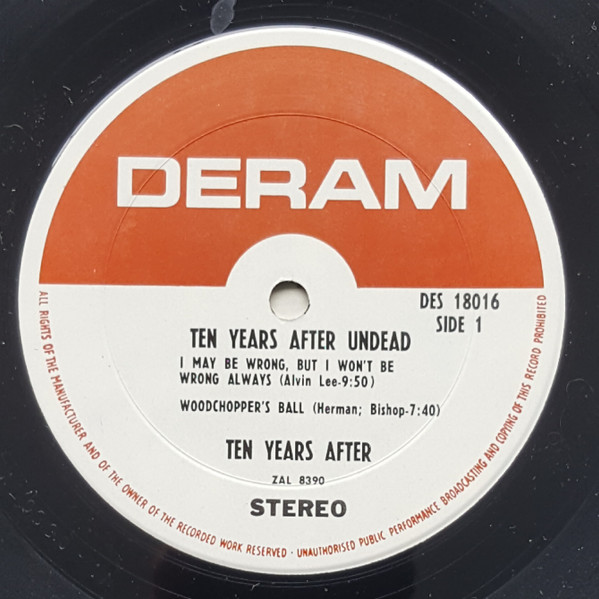 DERAM
DES 18016
SIDE 1
TEN YEARS AFTER UNDEAD
I MAY BE WRONG, BUT I WON'T BE
WRONG ALWAYS (Alvin Lee-9:50)
WOODCHOPPER'S BALL (Herman; Bishop-7:40)
TEN YEARS AFTER
ZAL 8390
STEREO
ALL RIGHTS OF THE MANUFACTURER AND OF THE OWNER OF THE RECORDED WORK RESERVED · UNAUTHORISED PUBLIC PERFORMANCE BROADCASTING AND COPYING OF THIS RECORD PROHIBITED